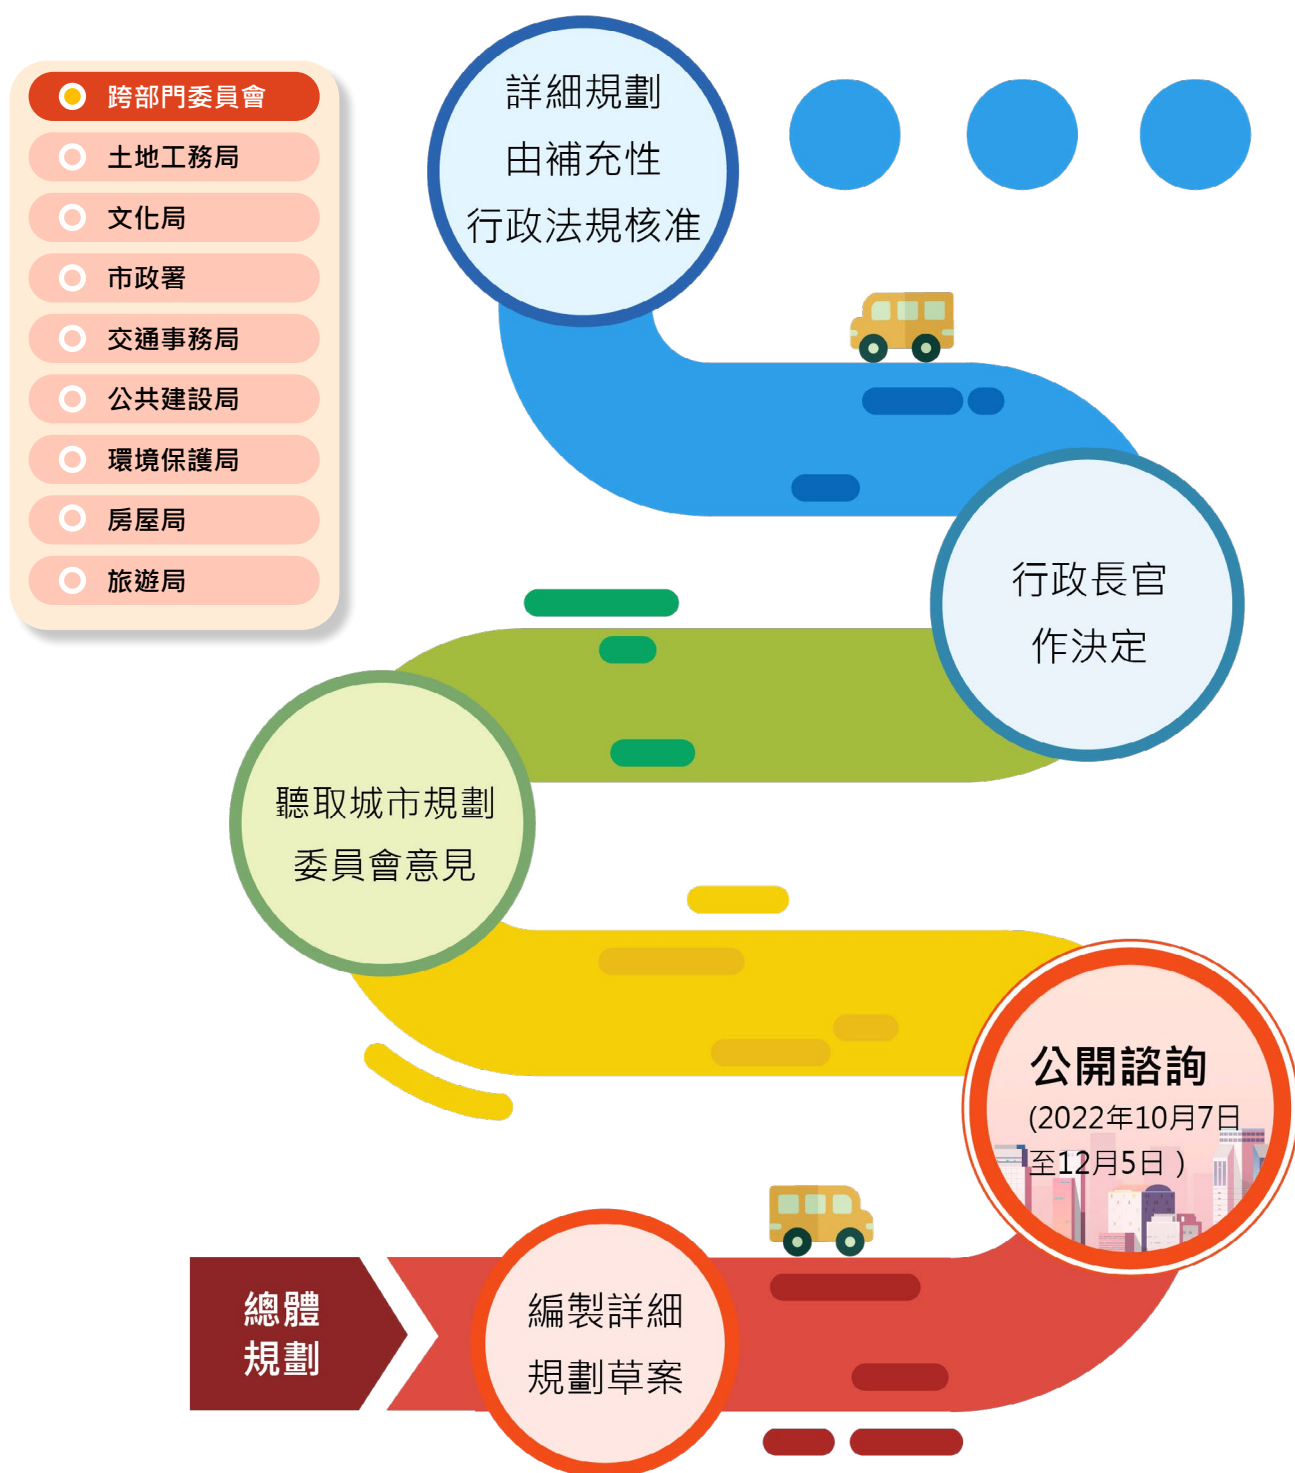 跨部門委員會
土地工務局
文化局
市政署
交通事務局
公共建設局
環境保護局
房屋局
旅遊局
詳細規劃
由補充性
行政法規核准
行政長官
作決定
聽取城市規劃
委員會意見
公開諮詢
(2022年10月7日
至12月5日 )
編製詳細
規劃草案
總體
規劃